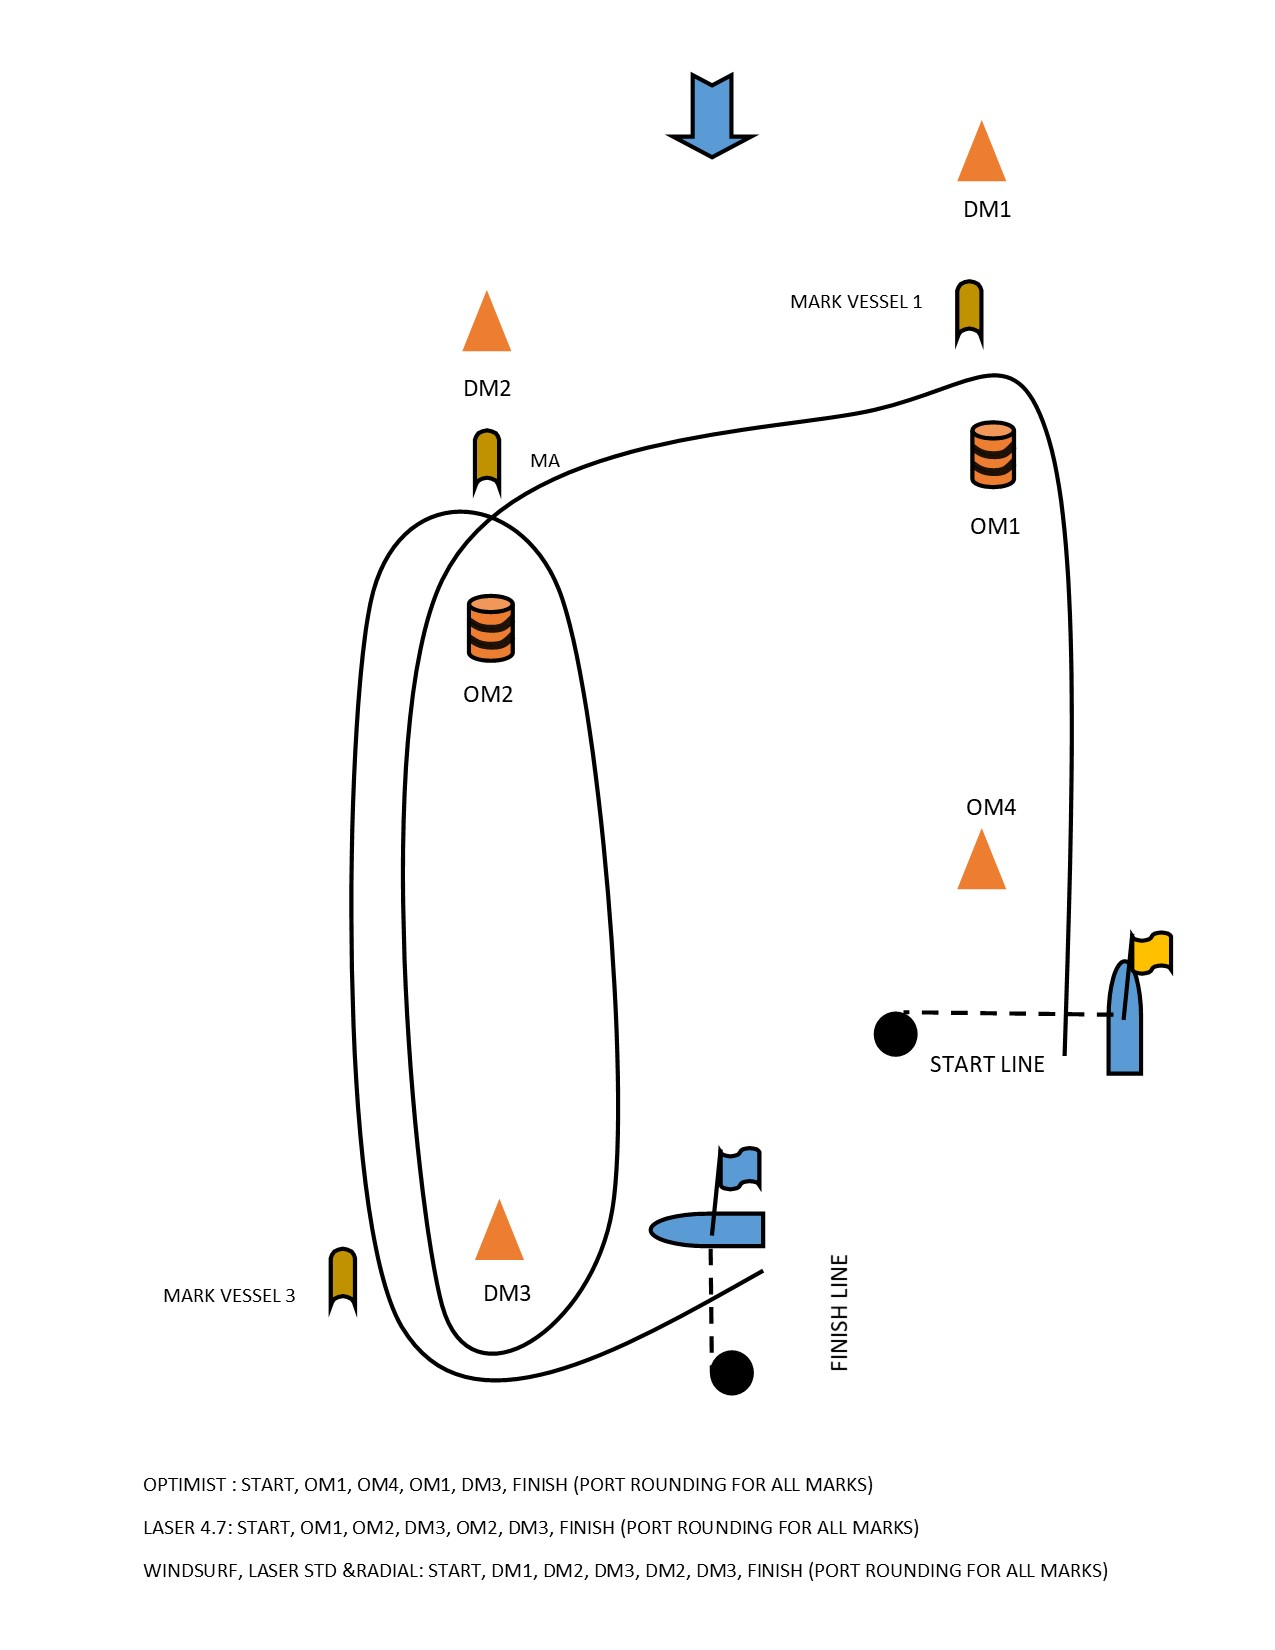 DM1
MARK VESSEL 1
DM2
MA
OM1
OM2
OM4
START LINE
DM3
MARK VESSEL 3
FINISH LINE
OPTIMIST : START, OM1, OM4, OM1, DM3, FINISH (PORT ROUNDING FOR ALL MARKS)
LASER 4.7: START, OM1, OM2, DM3, OM2, DM3, FINISH (PORT ROUNDING FOR ALL MARKS)
WINDSURF, LASER STD &RADIAL: START, DM1, DM2, DM3, DM2, DM3, FINISH (PORT ROUNDING FOR ALL MARKS)